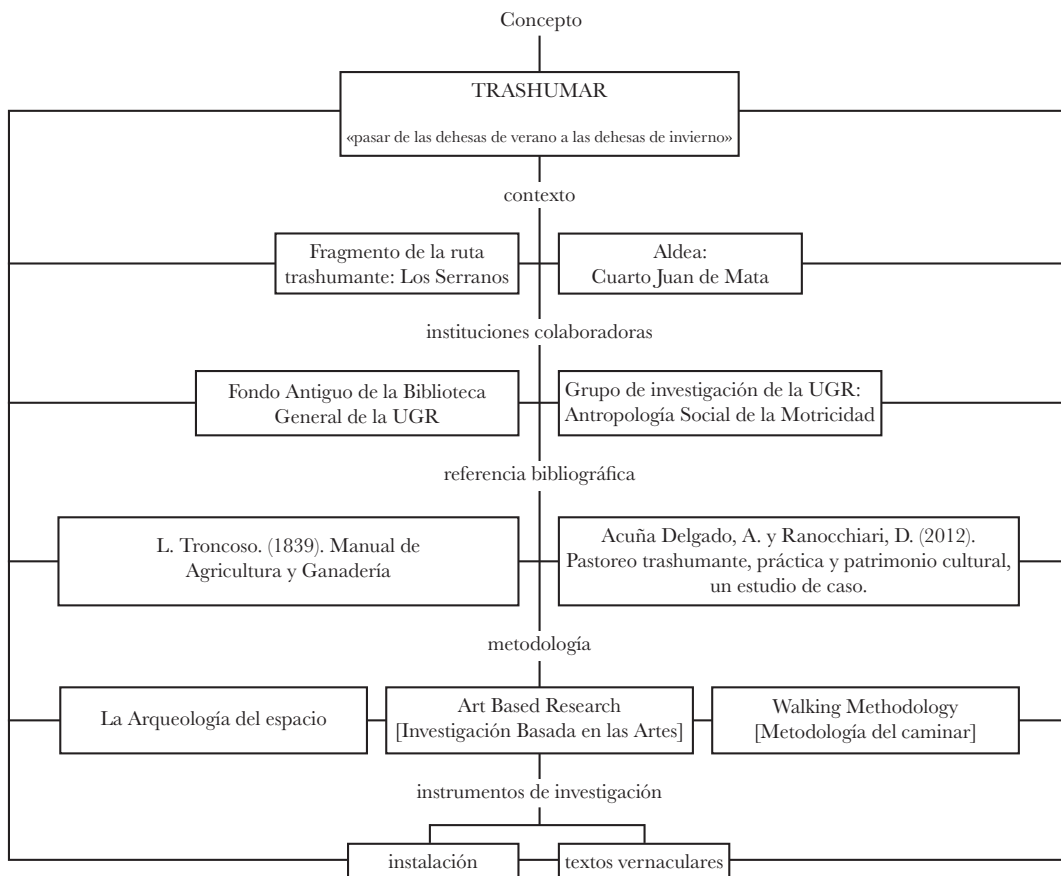 Concepto
TRASHUMAR
«pasar de las dehesas de verano a las dehesas de invierno»
contexto
Fragmento de la ruta
trashumante: Los Serranos
Aldea:
Cuarto Juan de Mata
instituciones colaboradoras
Fondo Antiguo de la Biblioteca
General de la UGR
Grupo de investigación de la UGR:
Antropología Social de la Motricidad
referencia bibliográfica
L. Troncoso. (1839). Manual de
Agricultura y Ganadería
Acuña Delgado, A. y Ranocchiari, D. (2012).
Pastoreo trashumante, práctica y patrimonio cultural,
un estudio de caso.
metodología
La Arqueología del espacio
Art Based Research
[Investigación Basada en las Artes]
Walking Methodology
[Metodología del caminar]
instrumentos de investigación
instalación
textos vernaculares